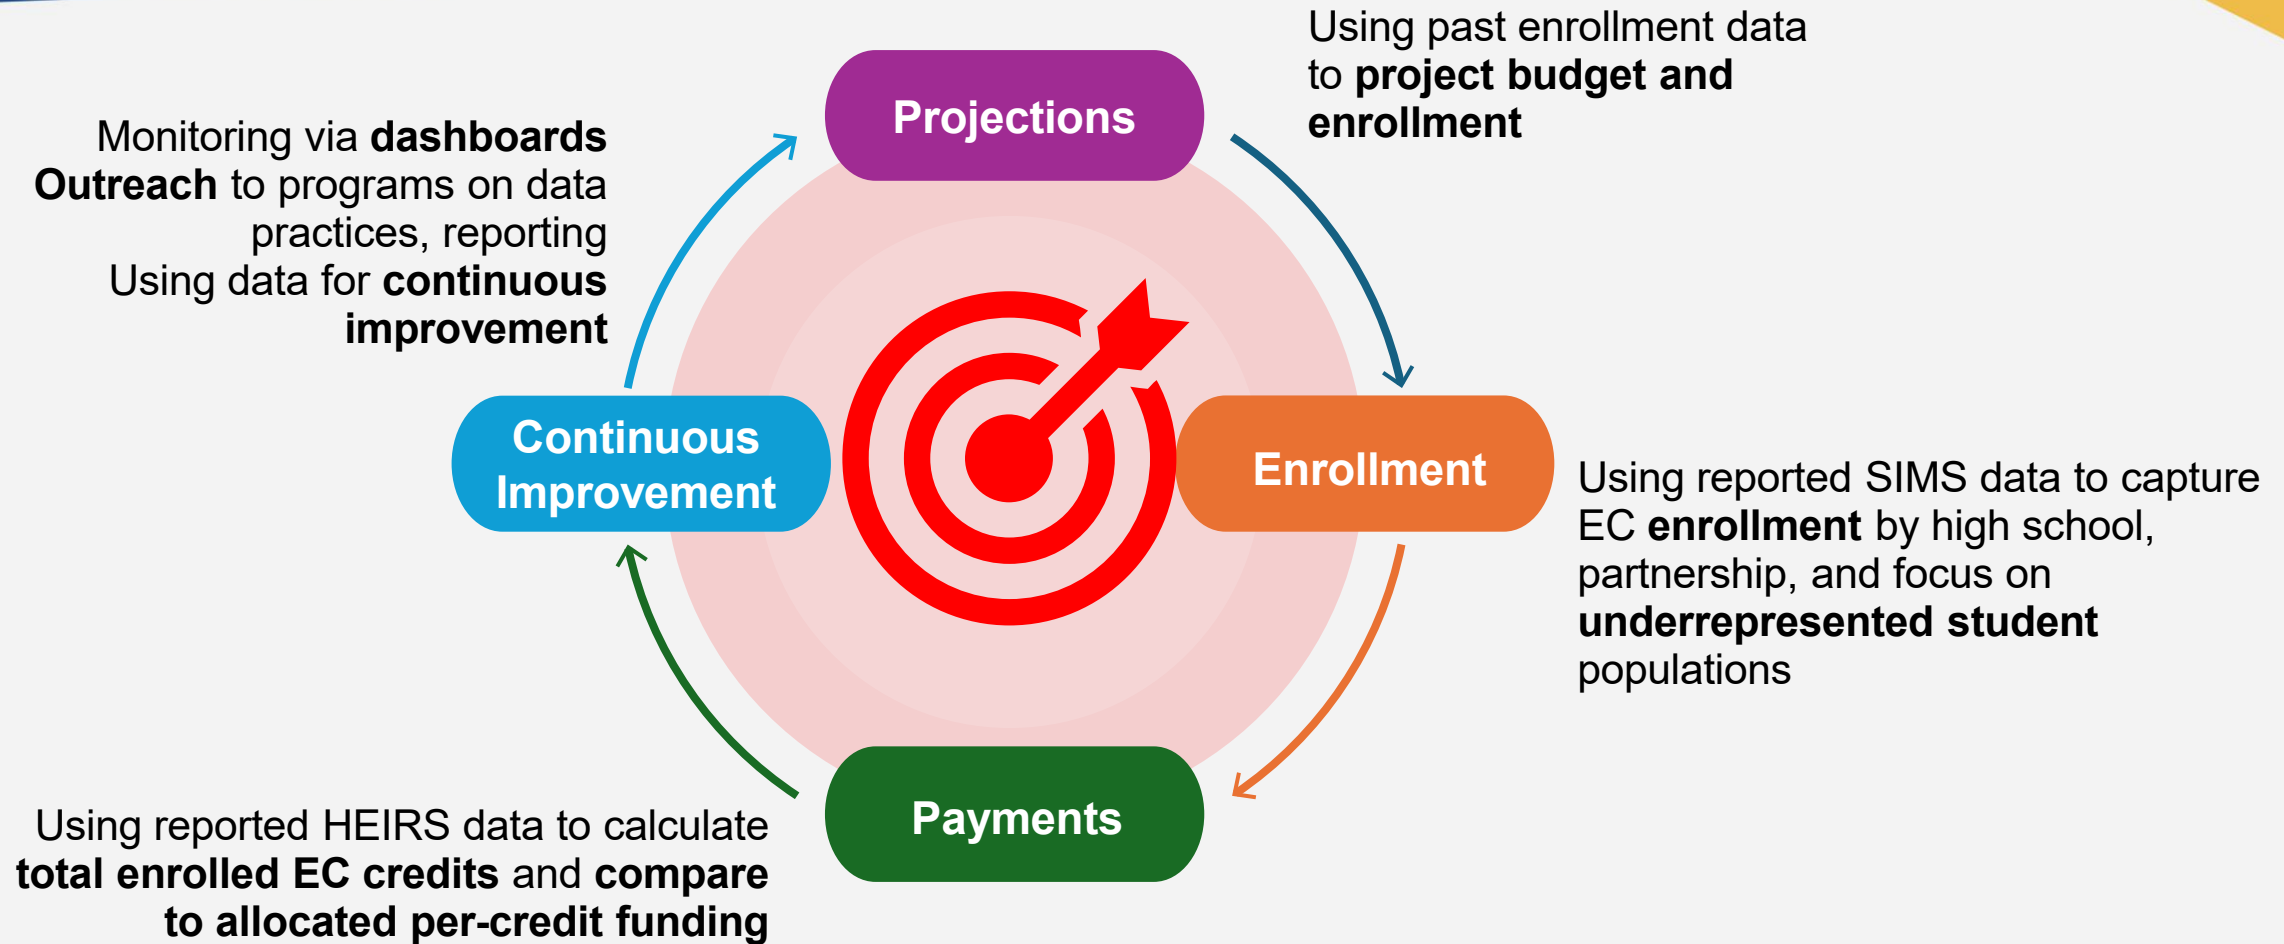 Projections
Using past enrollment data
to project budget and
enrollment
Enrollment
Using reported SIMS data to capture
EC enrollment by high school,
partnership, and focus on
underrepresented student
populations
Payments
Using reported HEIRS data to calculate
total enrolled EC credits and compare
to allocated per-credit funding
Continuous
Improvement
Monitoring via dashboards
Outreach to programs on data
practices, reporting
Using data for continuous
improvement